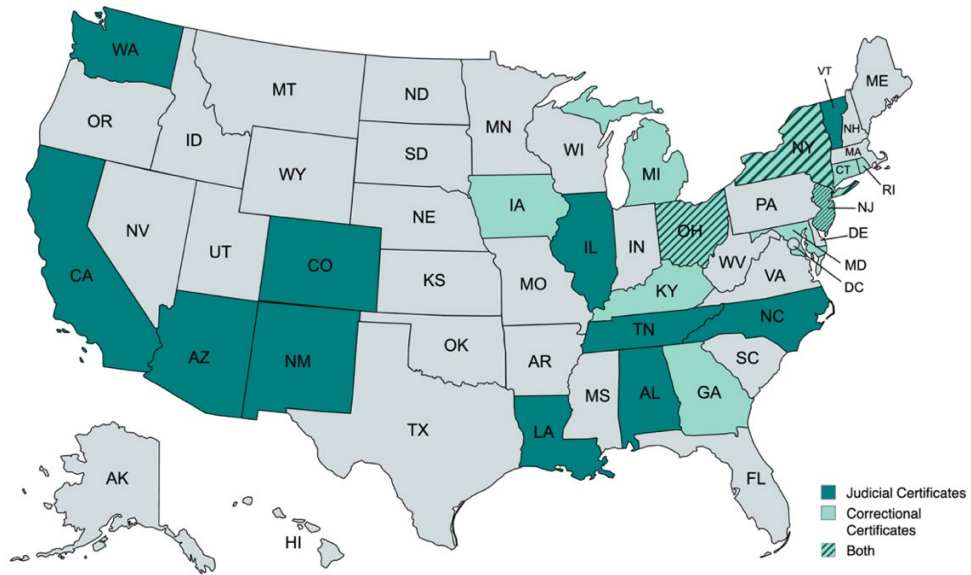 WA
MT
ND
MN
VT
ME
OR
ID
WY
SD
WI
MI
NY
NH
MA
CT
RI
NV
UT
CO
NE
IA
IL
IN
OH
PA
NJ
DE
MD
DC
CA
KS
MO
KY
WV
VA
AZ
NM
OK
AR
TN
NC
SC
TX
LA
MS
AL
GA
FL
AK
HI
Judicial Certificates
Correctional
Certificates
Both